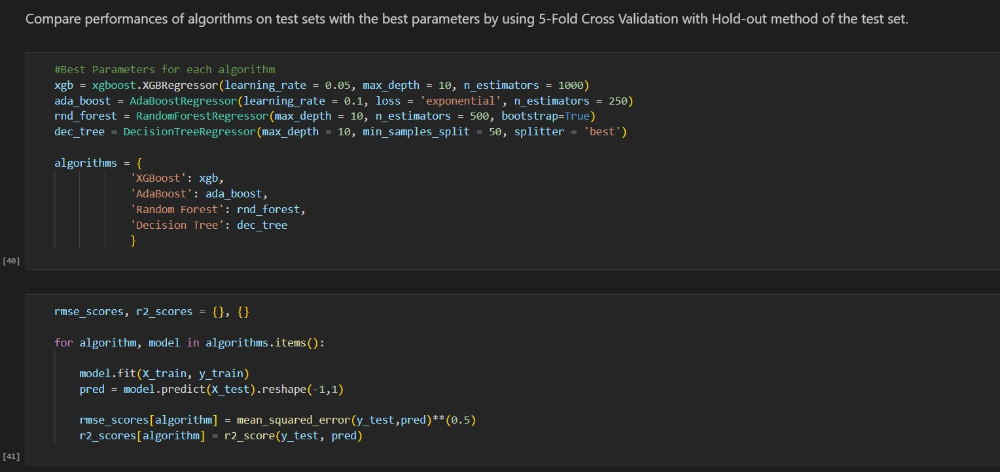 Compare performances of algorithms on test sets with the best parameters by using 5-Fold Cross Validation with Hold-out method of the test set.
#Best Parameters for each algorithm
xgb = xgboost.XGBRegressor(learning_rate = 0.05, max_depth = 10, n_estimators = 1000)
ada_boost = AdaBoostRegressor(learning_rate = 0.1, loss = 'exponential', n_estimators = 250)
rnd_forest = RandomForestRegressor(max_depth = 10, n_estimators = 500, bootstrap=True)
dec_tree = DecisionTreeRegressor(max_depth = 10, min_samples_split = 50, splitter = 'best')
algorithms = {
'XGBoost': xgb,
'AdaBoost': ada_boost,
'Random Forest': rnd_forest,
'Decision Tree': dec_tree
}
[40]
rmse_scores, r2_scores = {}, {}
for algorithm, model in algorithms.items():
model.fit(X_train, y_train)
pred = model.predict(X_test).reshape(-1,1)
rmse_scores[algorithm] = mean_squared_error(y_test,pred)**(0.5)
r2_scores[algorithm] = r2_score(y_test, pred)
[41]